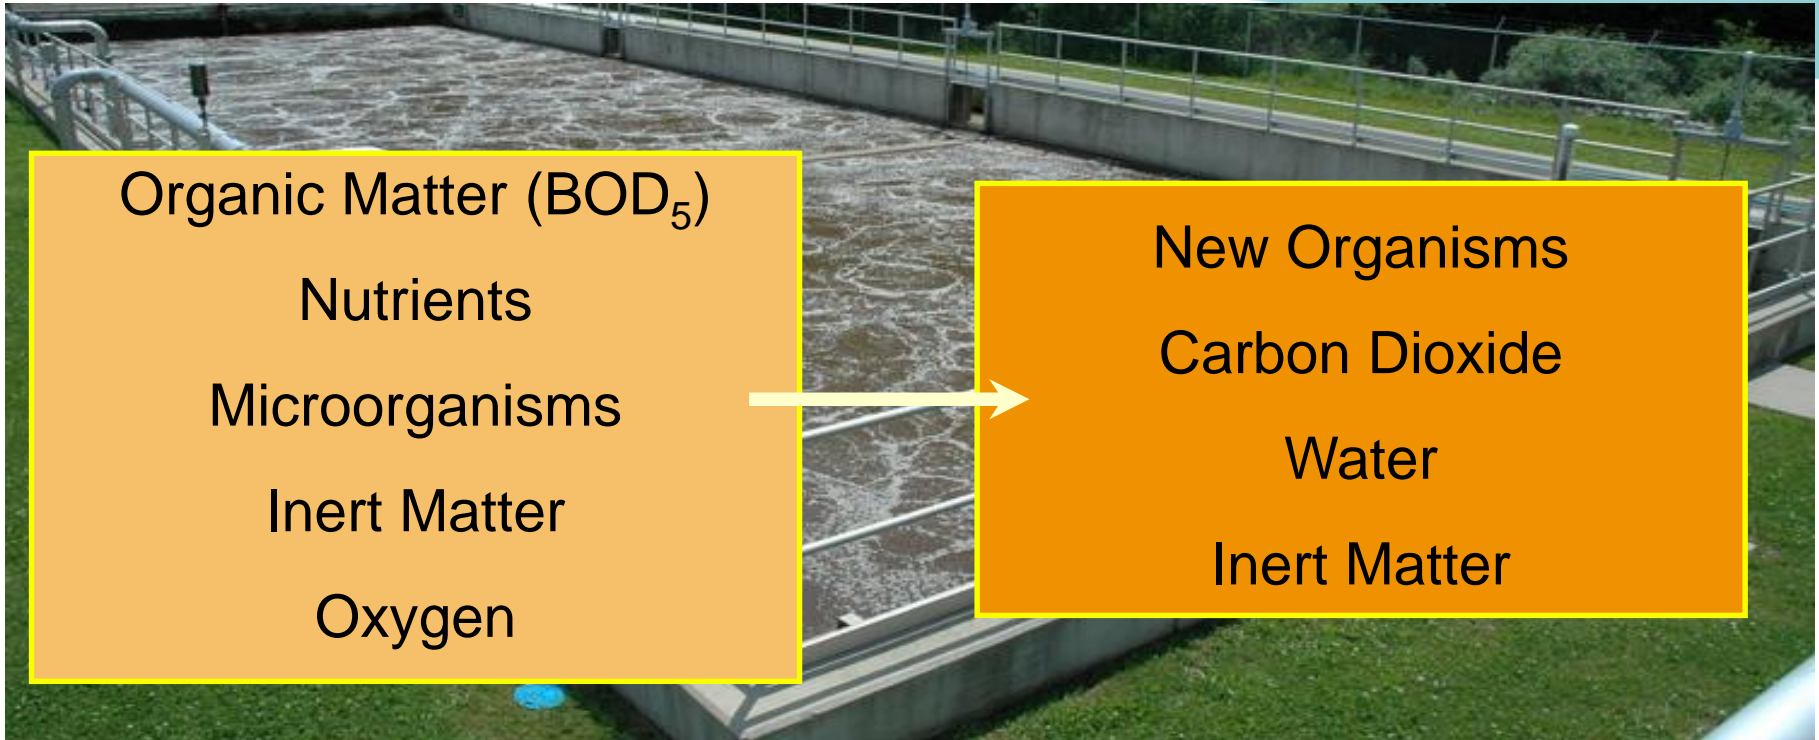 Organic Matter (BOD₅)
Nutrients
Microorganisms
Inert Matter
Oxygen
New Organisms
Carbon Dioxide
Water
Inert Matter